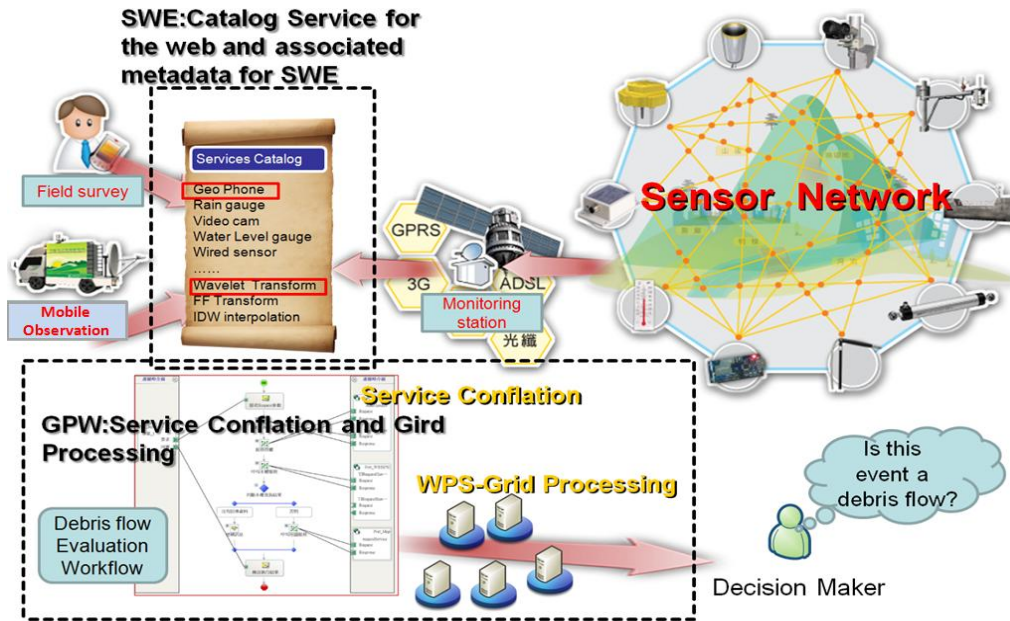 SWE:Catalog Service for
the web and associated
metadata for SWE
Field survey
Mobile
Observation
Services Catalog
Geo Phone
Rain gauge
Video cam
Water Level gauge
Wired sensor
......
Wavelet Transform
FF Transform
IDW interpolation
GPRS
3G
ADSL
光纖
Monitoring
station
Sensor Network
GPW:Service Conflation and Gird
Processing
Service Conflation
WPS-Grid Processing
Debris flow
Evaluation
Workflow
Is this
event a
debris flow?
Decision Maker